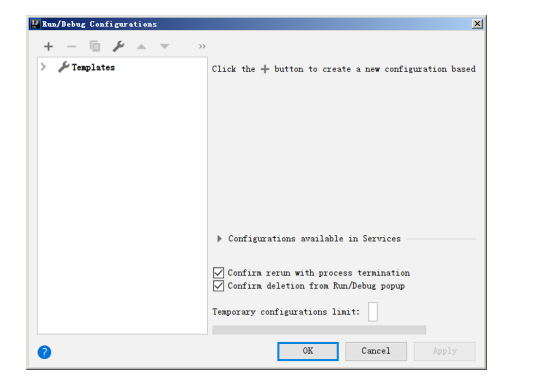 Run/Debug Configurations
Templates
Click the + button to create a new configuration based
Configurations available in Services
Confirm rerun with process termination
Confirm deletion from Run/Debug popup
Temporary configurations limit:
OK
Cancel
Apply